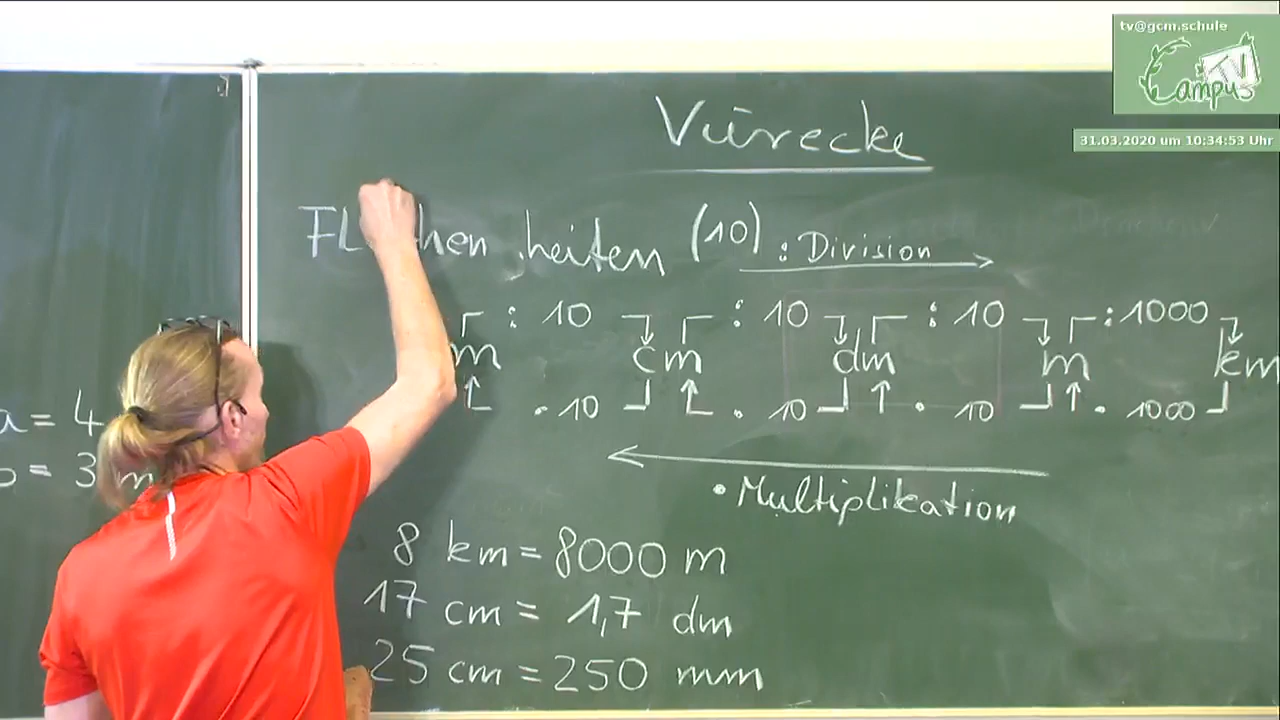 tv@gcm.schule
Campus TV
31.03.2020 um 10:34:53 Uhr
Vierecke
heiten (10) : Division
: 10 : 10 : 10 : 1000
m cm dm m km
· 10 · 10 · 10 · 1000
· Multiplikation
a = 4
b = 3 m
8 km = 8000 m
17 cm = 1,7 dm
25 cm = 250 mm